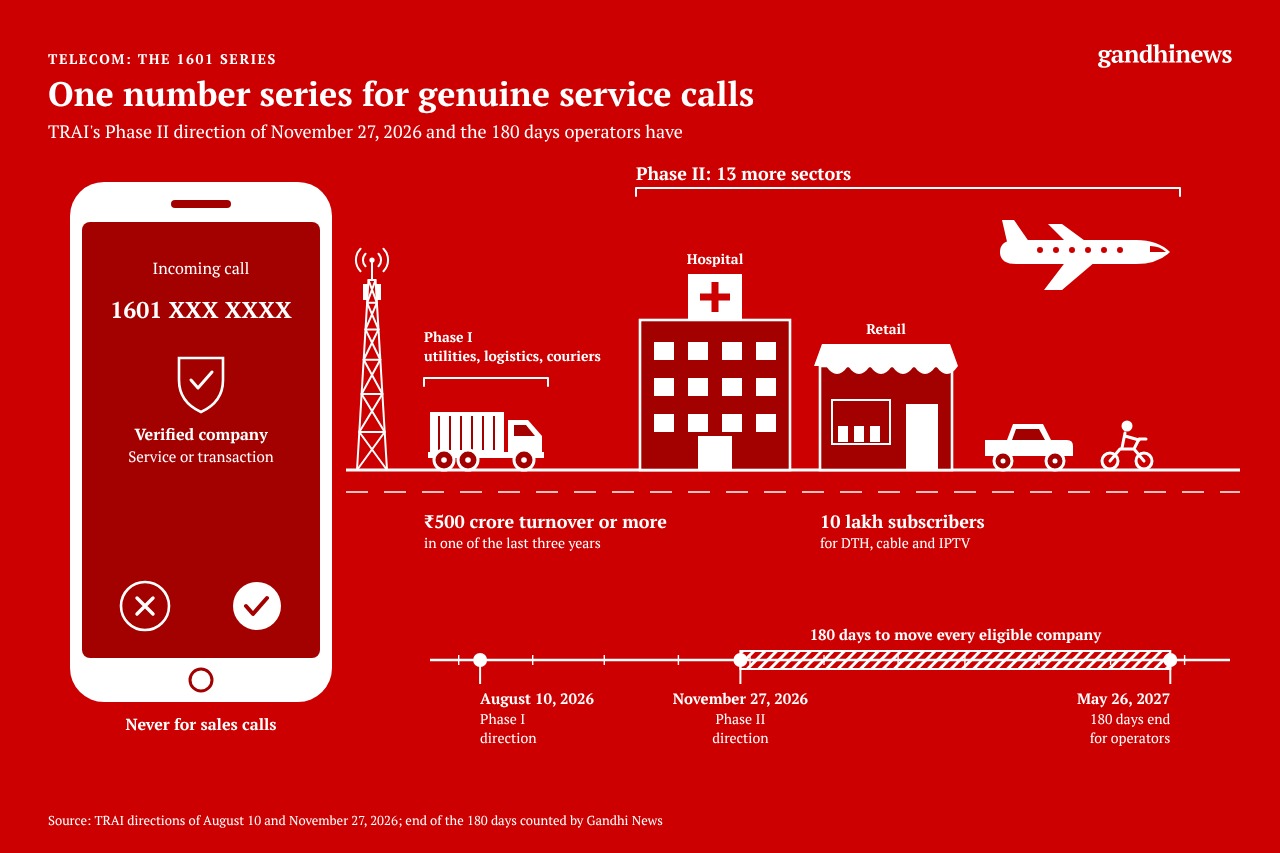 TELECOM: THE 1601 SERIES
gandhinews
One number series for genuine service calls
TRAI's Phase II direction of November 27, 2026 and the 180 days operators have
Phase II: 13 more sectors
Incoming call
1601 XXX XXXX
Verified company
Service or transaction
Never for sales calls
Phase I
utilities, logistics, couriers
Hospital
Retail
₹500 crore turnover or more
in one of the last three years
10 lakh subscribers
for DTH, cable and IPTV
180 days to move every eligible company
August 10, 2026
Phase I
direction
November 27, 2026
Phase II
direction
May 26, 2027
180 days end
for operators
Source: TRAI directions of August 10 and November 27, 2026; end of the 180 days counted by Gandhi News